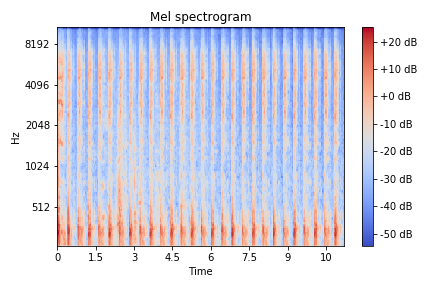 Mel spectrogram
8192
4096
2048
1024
512
Hz
0 1.5 3 4.5 6 7.5 9 10
Time
+20 dB
+10 dB
+0 dB
-10 dB
-20 dB
-30 dB
-40 dB
-50 dB